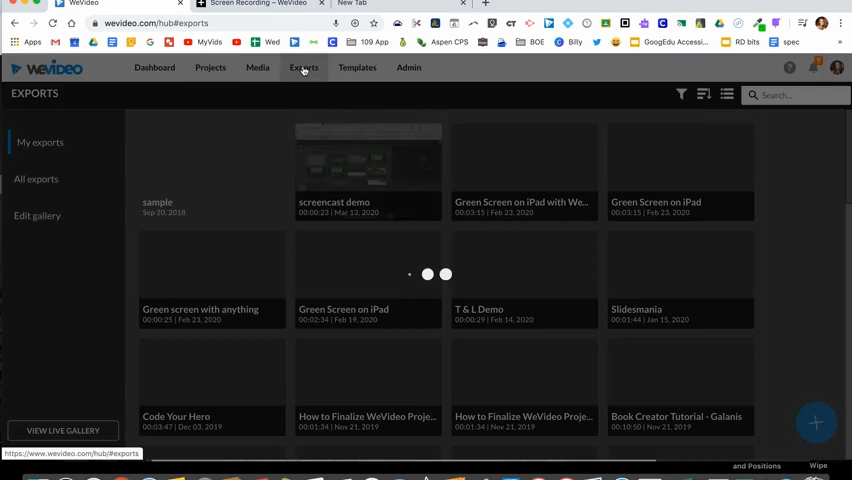 WeVideo
Screen Recording – WeVideo
New Tab
wevideo.com/hub#exports
Apps
MyVids
Wed
109 App
Aspen CPS
BOE
Billy
GoogEdu Accessi...
RD bits
spec
WEVIDEO
Dashboard
Projects
Media
Exports
Templates
Admin
EXPORTS
Search...
My exports
All exports
Edit gallery
sample
Sep 20, 2018
screencast demo
00:00:23 | Mar 13, 2020
Green Screen on iPad with We...
00:03:15 | Feb 23, 2020
Green Screen on iPad
00:03:15 | Feb 23, 2020
Green screen with anything
00:00:25 | Feb 23, 2020
Green Screen on iPad
00:02:34 | Feb 19, 2020
T & L Demo
00:00:29 | Feb 14, 2020
Slidesmania
00:01:44 | Jan 15, 2020
Code Your Hero
00:03:47 | Dec 03, 2019
How to Finalize WeVideo Proje...
00:01:34 | Nov 21, 2019
How to Finalize WeVideo Proje...
00:01:34 | Nov 21, 2019
Book Creator Tutorial - Galanis
00:10:50 | Nov 21, 2019
VIEW LIVE GALLERY
https://www.wevideo.com/hub/#exports
and Positions
Wipe